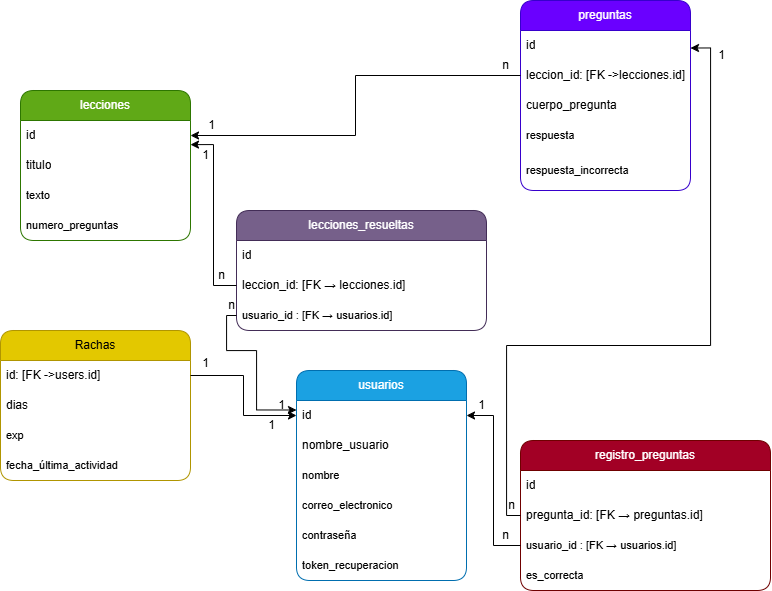 preguntas
id
leccion_id: [FK ->lecciones.id]
cuerpo_pregunta
respuesta
respuesta_incorrecta
1
n
lecciones
id
titulo
texto
numero_preguntas
1
1
lecciones_resueltas
id
leccion_id: [FK → lecciones.id]
usuario_id : [FK → usuarios.id]
n
n
Rachas
id: [FK ->users.id]
dias
exp
fecha_última_actividad
1
usuarios
id
nombre_usuario
nombre
correo_electronico
contraseña
token_recuperacion
1
1
1
registro_preguntas
id
pregunta_id: [FK → preguntas.id]
usuario_id : [FK → usuarios.id]
es_correcta
n
n